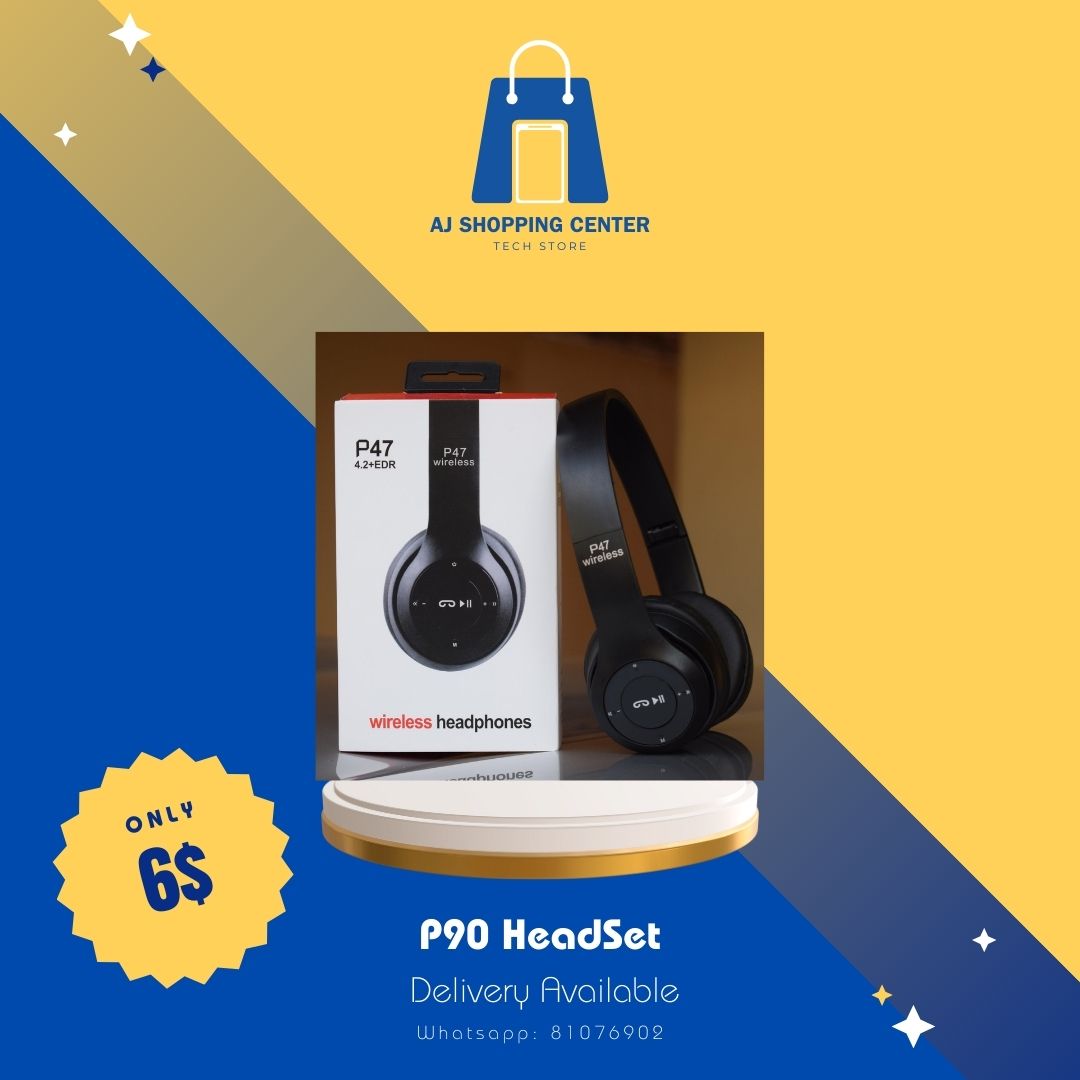 AJ SHOPPING CENTER
TECH STORE
P47
4.2+EDR
P47
wireless
P47
wireless
wireless headphones
ONLY
6$
P90 HeadSet
Delivery Available
Whatsapp: 81076902